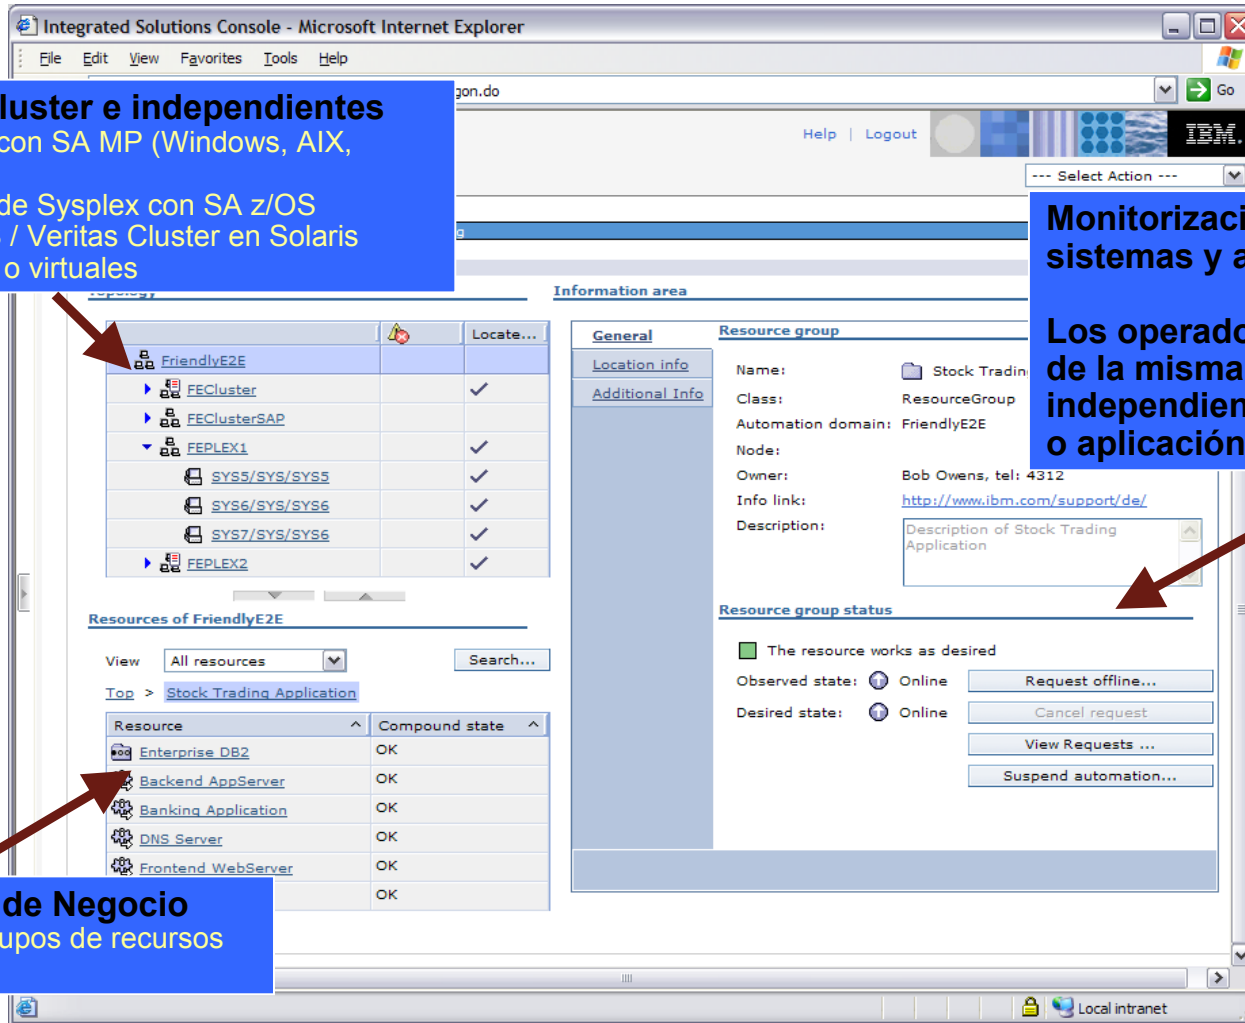 Integrated Solutions Console - Microsoft Internet Explorer
File Edit View Favorites Tools Help
gon.do
Go
luster e independientes
con SA MP (Windows, AIX,
de Sysplex con SA z/OS
/ Veritas Cluster en Solaris
o virtuales
Help | Logout
IBM.
--- Select Action ---
Monitorizaci
sistemas y a
Los operado
de la misma
independien
o aplicación
Topology
Locate...
FriendlyE2E
FECluster
FEClusterSAP
FEPLEX1
SYS5/SYS/SYS5
SYS6/SYS/SYS6
SYS7/SYS/SYS6
FEPLEX2
Resources of FriendlyE2E
View All resources Search...
Top > Stock Trading Application
Resource Compound state
Enterprise DB2 OK
Backend AppServer OK
Banking Application OK
DNS Server OK
Frontend WebServer OK
OK
de Negocio
upos de recursos
Information area
General
Location info
Additional Info
Resource group
Name: Stock Tradin
Class: ResourceGroup
Automation domain: FriendlyE2E
Node:
Owner: Bob Owens, tel: 4312
Info link: http://www.ibm.com/support/de/
Description: Description of Stock Trading
Application
Resource group status
The resource works as desired
Observed state: Online Request offline...
Desired state: Online Cancel request
View Requests ...
Suspend automation...
Local intranet